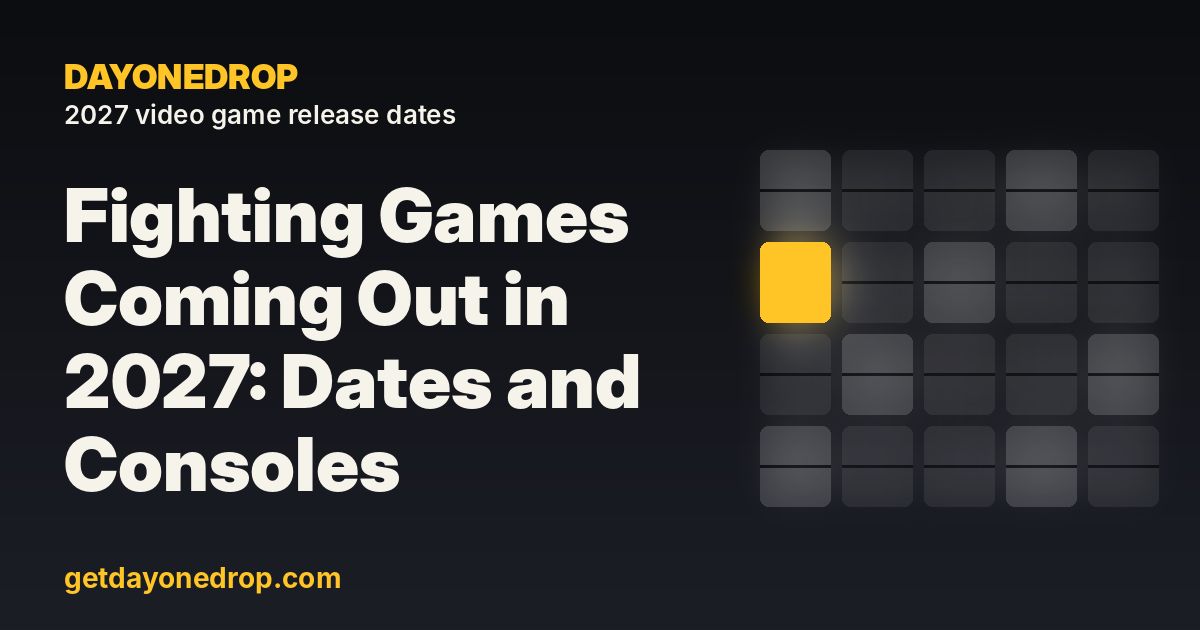 DAYONEDROP
2027 video game release dates
Fighting Games
Coming Out in
2027: Dates and
Consoles
getdayonedrop.com